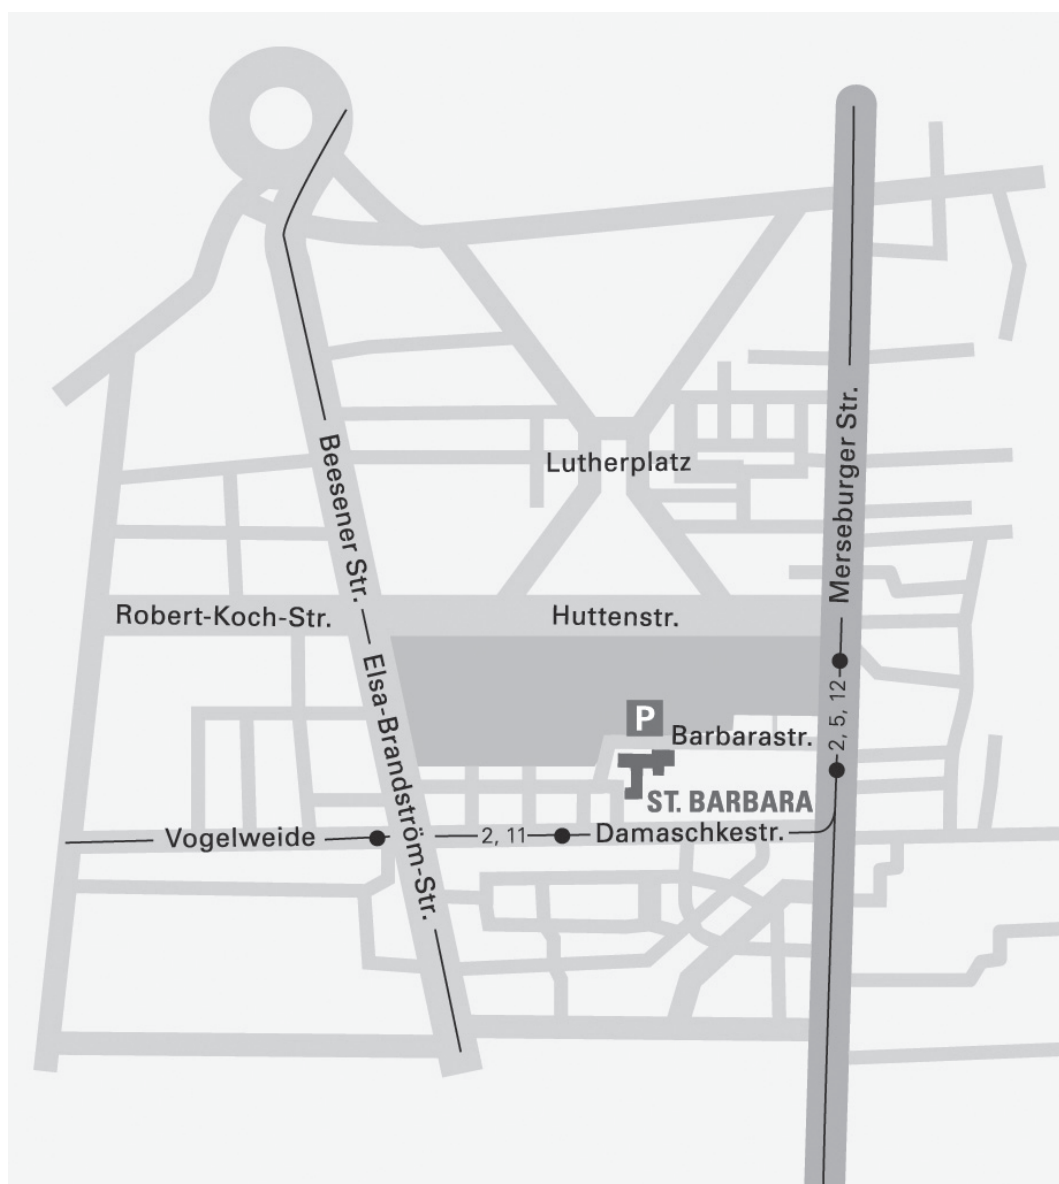 Beesener Str.
Merseburger Str.
Lutherplatz
Robert-Koch-Str.
Huttenstr.
Elsa-Brandström-Str.
2, 5, 12
P
Barbarastr.
ST. BARBARA
Vogelweide
2, 11
Damaschkestr.